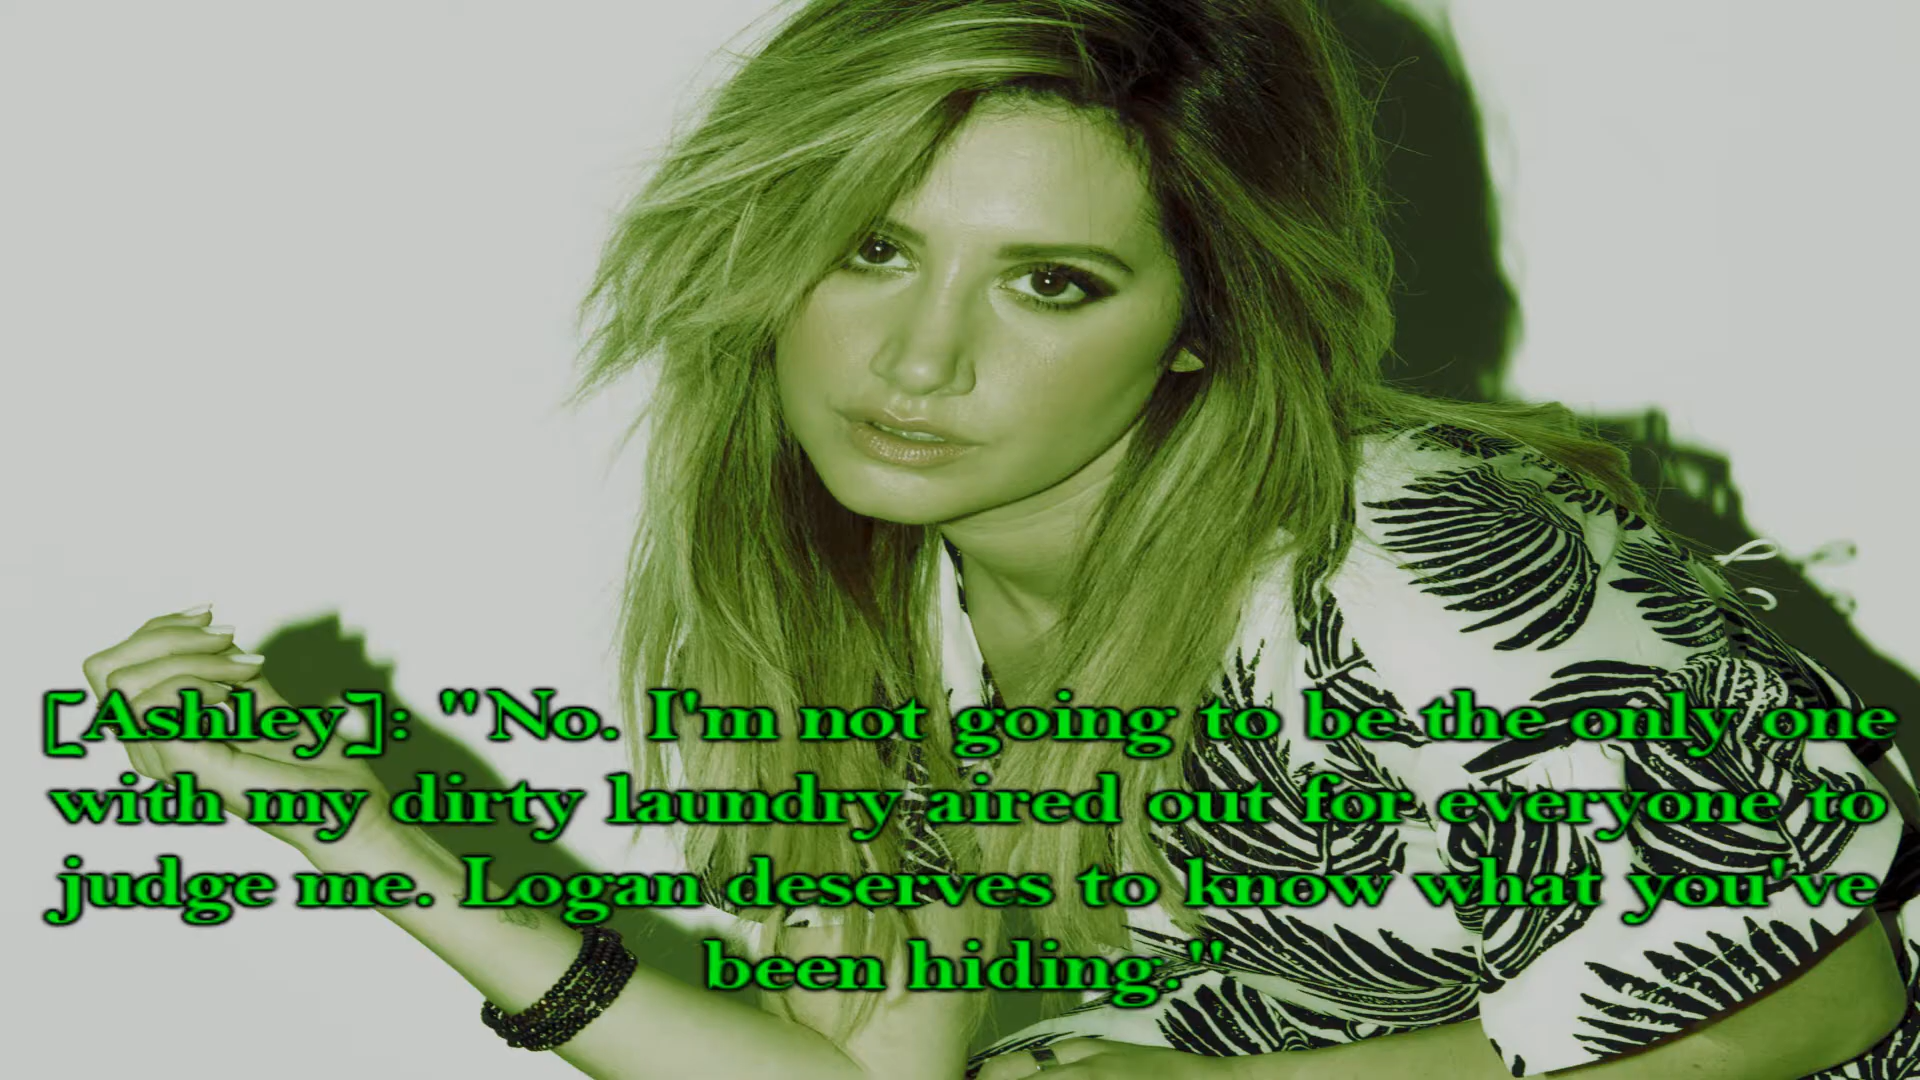 [Ashley]: "No. I'm not going to be the only one
with my dirty laundry aired out for everyone to
judge me. Logan deserves to know what you've
been hiding."